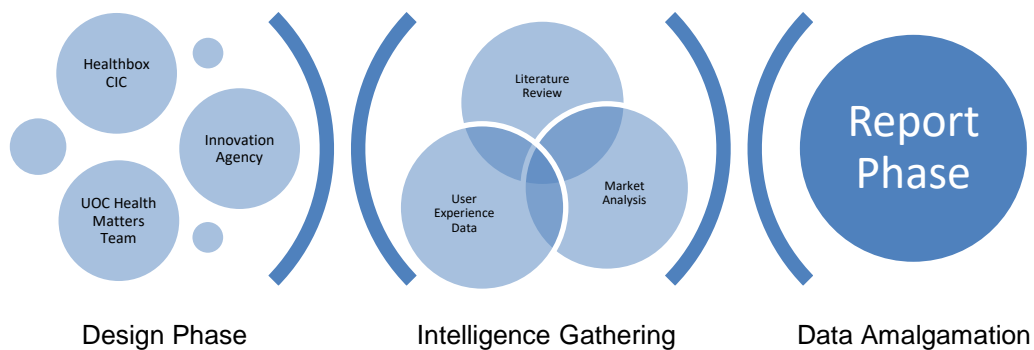 Healthbox
CIC
Innovation
Agency
UOC Health
Matters
Team
Literature
Review
User
Experience
Data
Market
Analysis
Report
Phase
Design Phase
Intelligence Gathering
Data Amalgamation